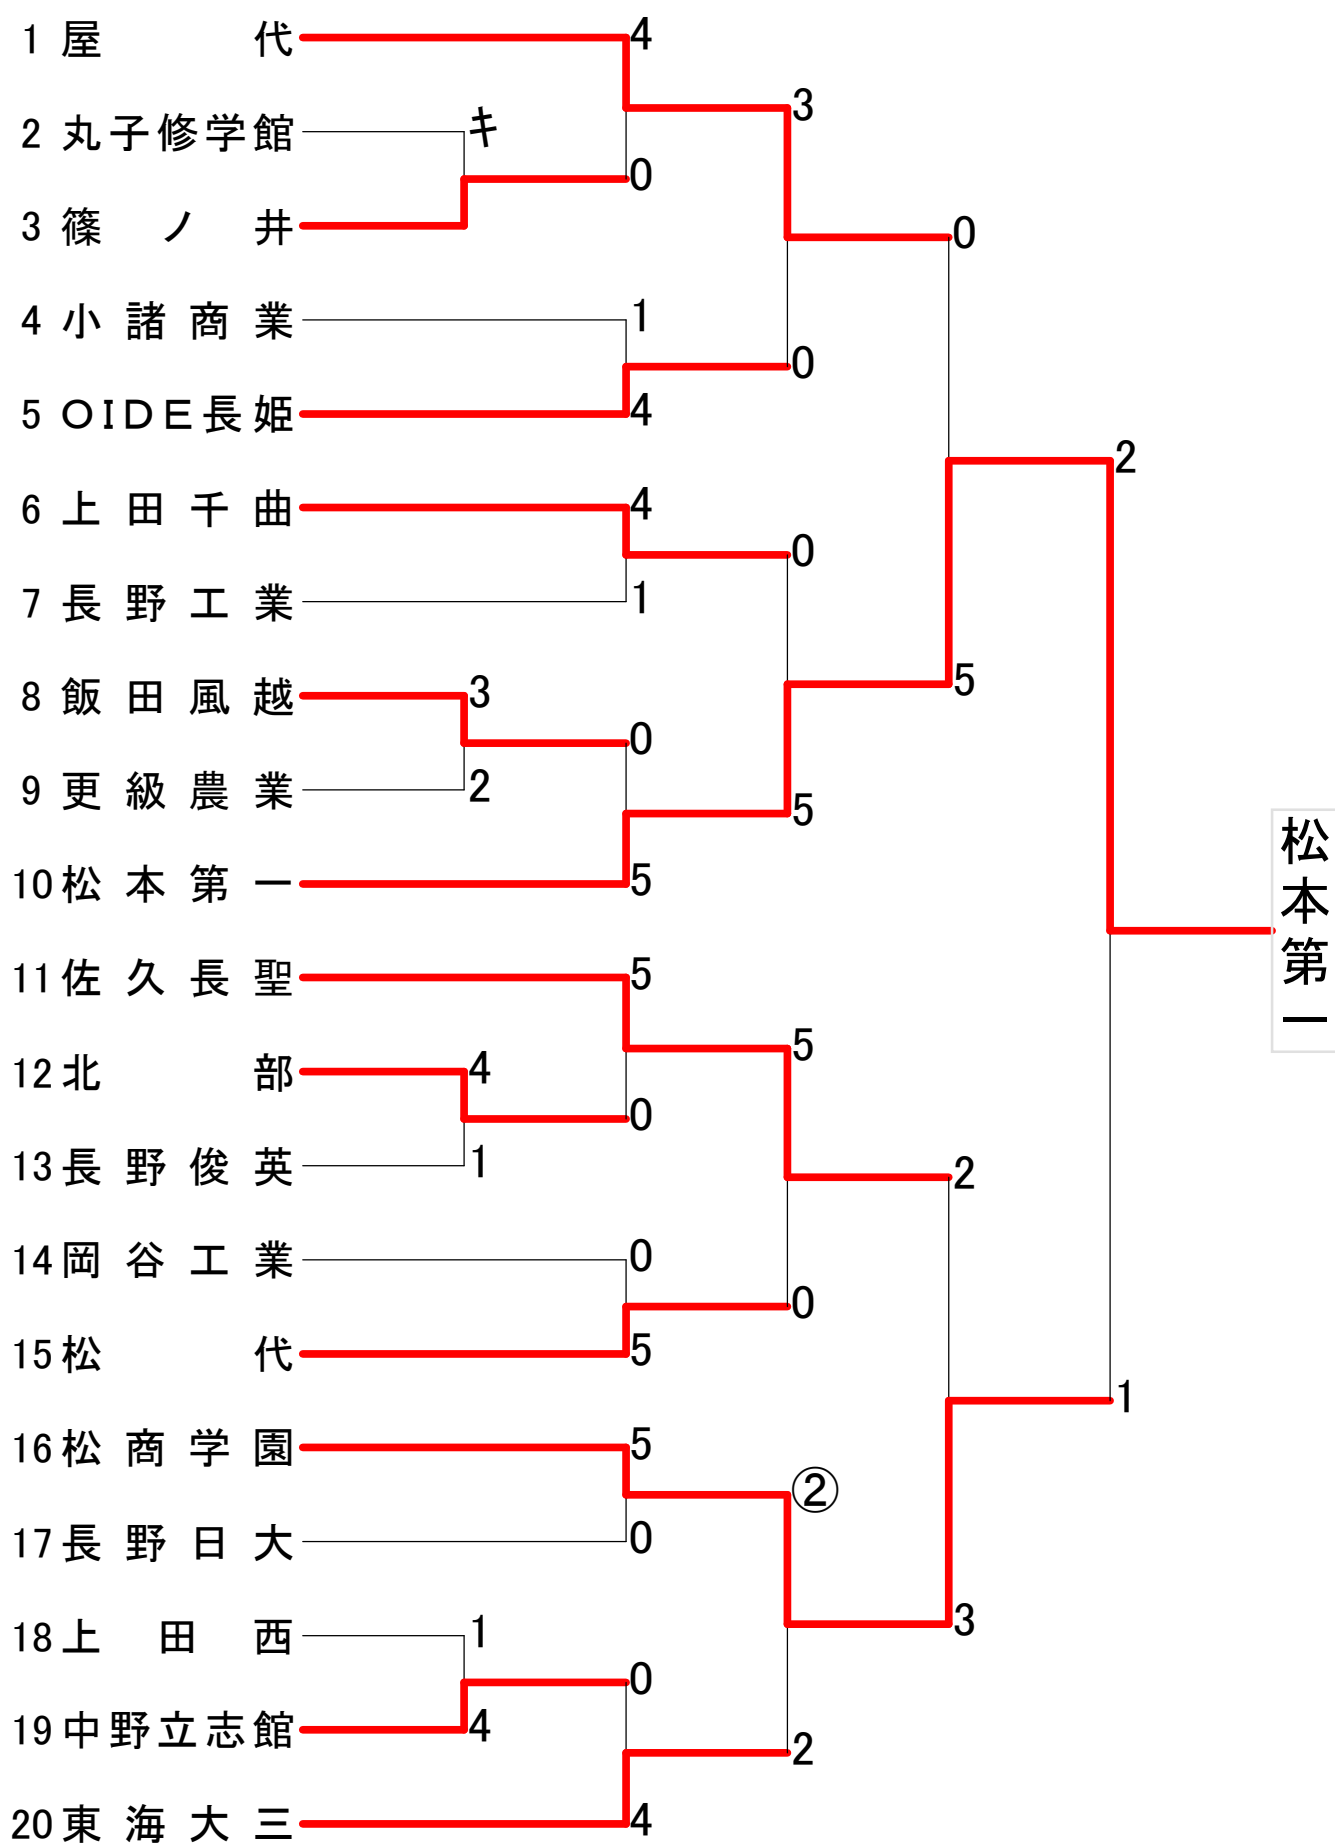 1 屋代
2 丸子修学館
3 篠ノ井
4 小諸商業
5 ＯＩＤＥ長姫
6 上田千曲
7 長野工業
8 飯田風越
9 更級農業
10 松本第一
11 佐久長聖
12 北部
13 長野俊英
14 岡谷工業
15 松代
16 松商学園
17 長野日大
18 上田西
19 中野立志館
20 東海大三
キ
3
2
4
1
1
4
4
0
1
4
4
1
0
5
5
0
0
5
5
0
0
4
3
0
0
5
5
0
②
2
0
5
2
3
2
1
松本第一